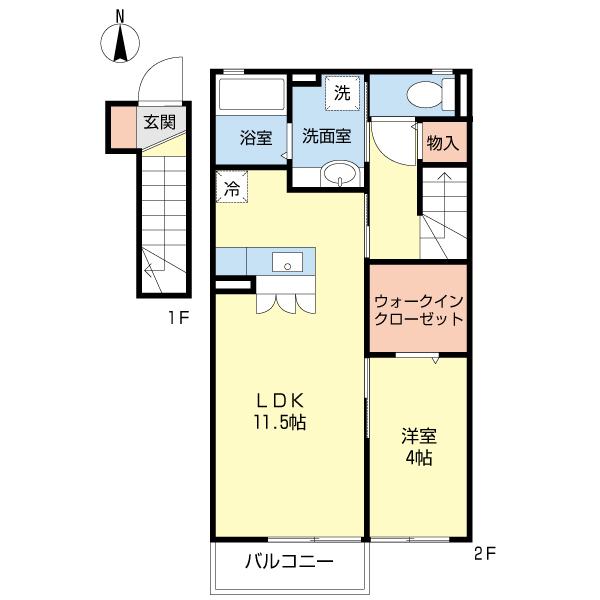 N
玄関
1F
洗
浴室
洗面室
物入
冷
ウォークイン
クローゼット
LDK
11.5帖
洋室
4帖
バルコニー
2F